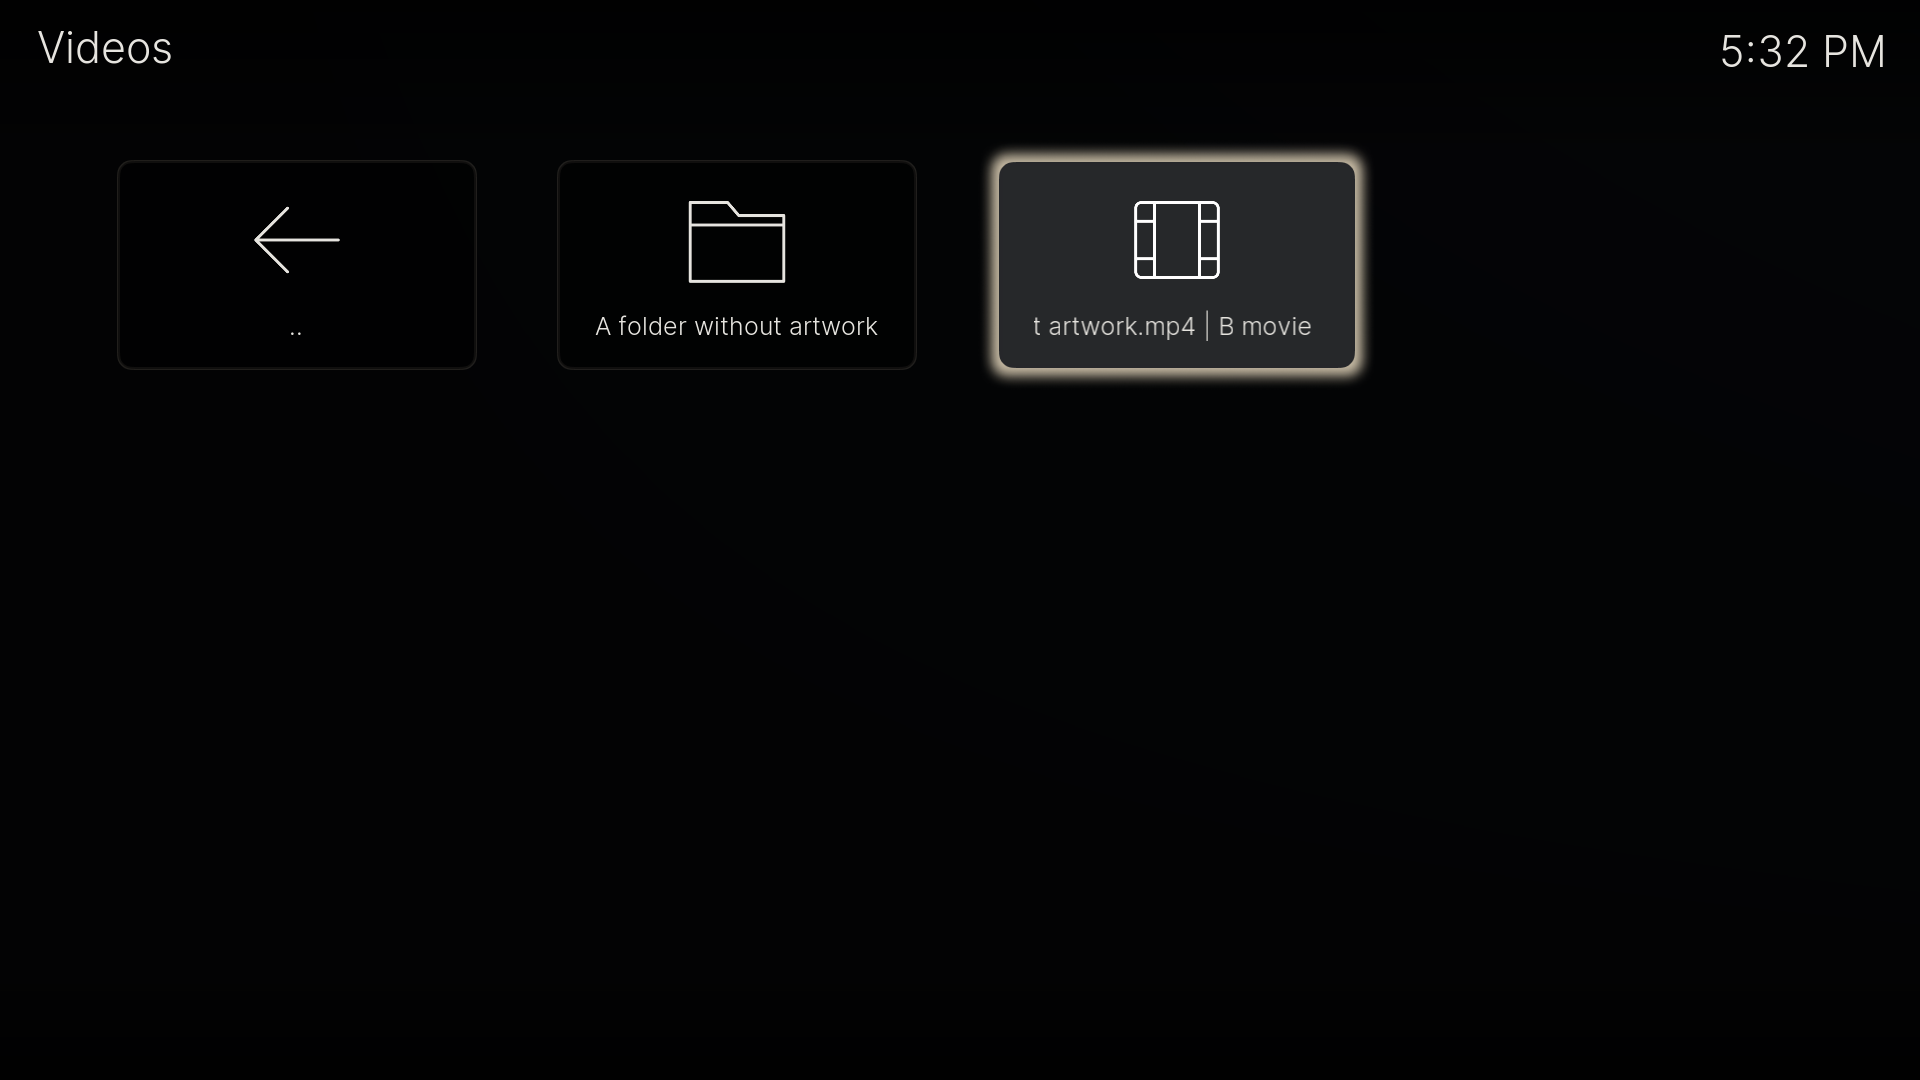 Videos
5:32 PM
..
A folder without artwork
t artwork.mp4 | B movie